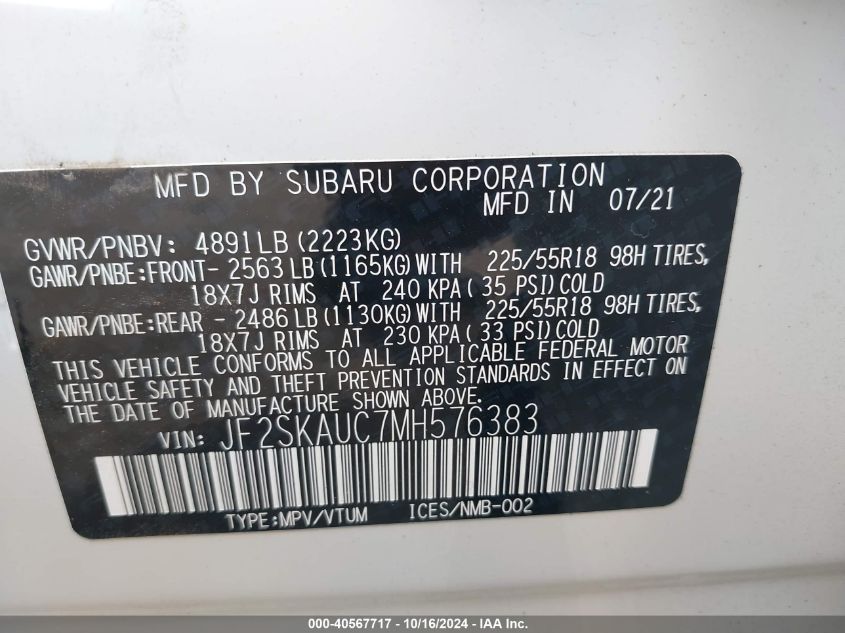 MFD BY SUBARU CORPORATION
MFD IN 07/21
GVWR/PNBV: 4891LB (2223KG)
GAWR/PNBE:FRONT- 2563 LB (1165KG) WITH 225/55R18 98H TIRES,
18X7J RIMS AT 240 KPA ( 35 PSI) COLD
GAWR/PNBE:REAR - 2486 LB (1130KG) WITH 225/55R18 98H TIRES,
18X7J RIMS AT 230 KPA ( 33 PSI) COLD
THIS VEHICLE CONFORMS TO ALL APPLICABLE FEDERAL MOTOR
VEHICLE SAFETY AND THEFT PREVENTION STANDARDS IN EFFECT ON
THE DATE OF MANUFACTURE SHOWN ABOVE.
VIN: JF2SKAUC7MH576383
TYPE:MPV/VTUM ICES/NMB-002
000-40567717 - 10/16/2024 - IAA Inc.